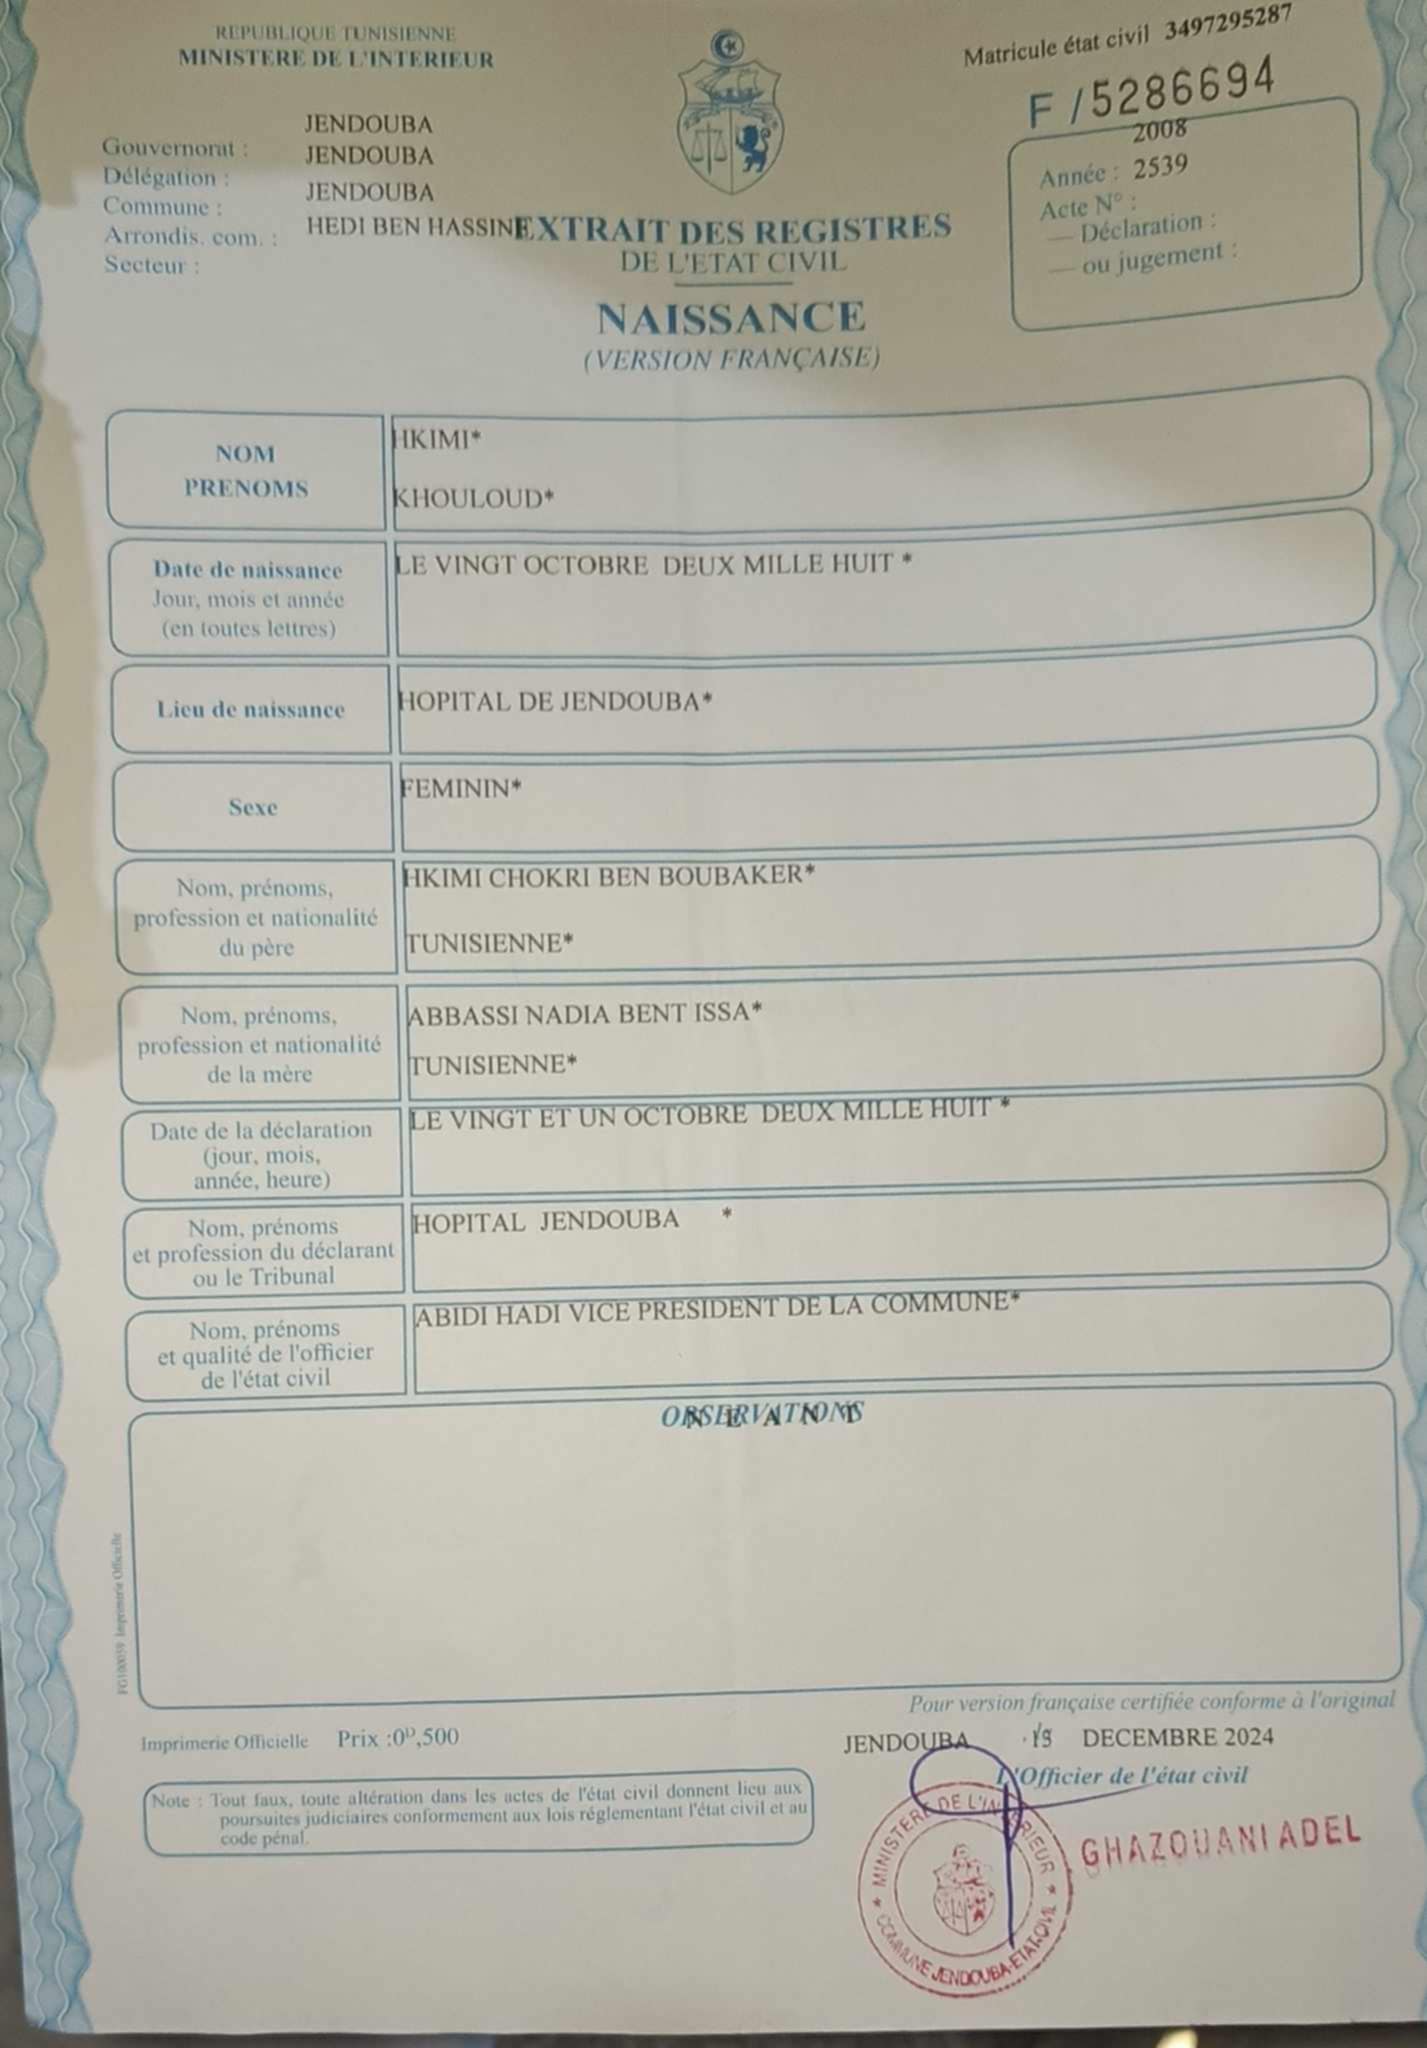 REPUBLIQUE TUNISIENNE
MINISTERE DE L'INTERIEUR
Matricule état civil 3497295287
F / 5286694
Gouvernorat : JENDOUBA
Délégation : JENDOUBA
Commune : JENDOUBA
Arrondis. com. : HEDI BEN HASSINE
Secteur :
2008
Année : 2539
Acte N° :
— Déclaration :
— ou jugement :
EXTRAIT DES REGISTRES
DE L'ETAT CIVIL
NAISSANCE
(VERSION FRANÇAISE)
NOM
PRENOMS
HKIMI*
KHOULOUD*
Date de naissance
Jour, mois et année
(en toutes lettres)
LE VINGT OCTOBRE DEUX MILLE HUIT *
Lieu de naissance
HOPITAL DE JENDOUBA*
Sexe
FEMININ*
Nom, prénoms,
profession et nationalité
du père
HKIMI CHOKRI BEN BOUBAKER*
TUNISIENNE*
Nom, prénoms,
profession et nationalité
de la mère
ABBASSI NADIA BENT ISSA*
TUNISIENNE*
Date de la déclaration
(jour, mois,
année, heure)
LE VINGT ET UN OCTOBRE DEUX MILLE HUIT *
Nom, prénoms
et profession du déclarant
ou le Tribunal
HOPITAL JENDOUBA *
Nom, prénoms
et qualité de l'officier
de l'état civil
ABIDI HADI VICE PRESIDENT DE LA COMMUNE*
OBSERVATIONS
N E A N T
FG100059 Imprimerie Officielle
Pour version française certifiée conforme à l'original
Imprimerie Officielle Prix :0D,500
JENDOUBA 19 DECEMBRE 2024
L'Officier de l'état civil
Note : Tout faux, toute altération dans les actes de l'état civil donnent lieu aux
poursuites judiciaires conformement aux lois réglementant l'état civil et au
code pénal.
GHAZOUANI ADEL
MINISTERE DE L'INTERIEUR
COMMUNE JENDOUBA-ETAT-CIVIL